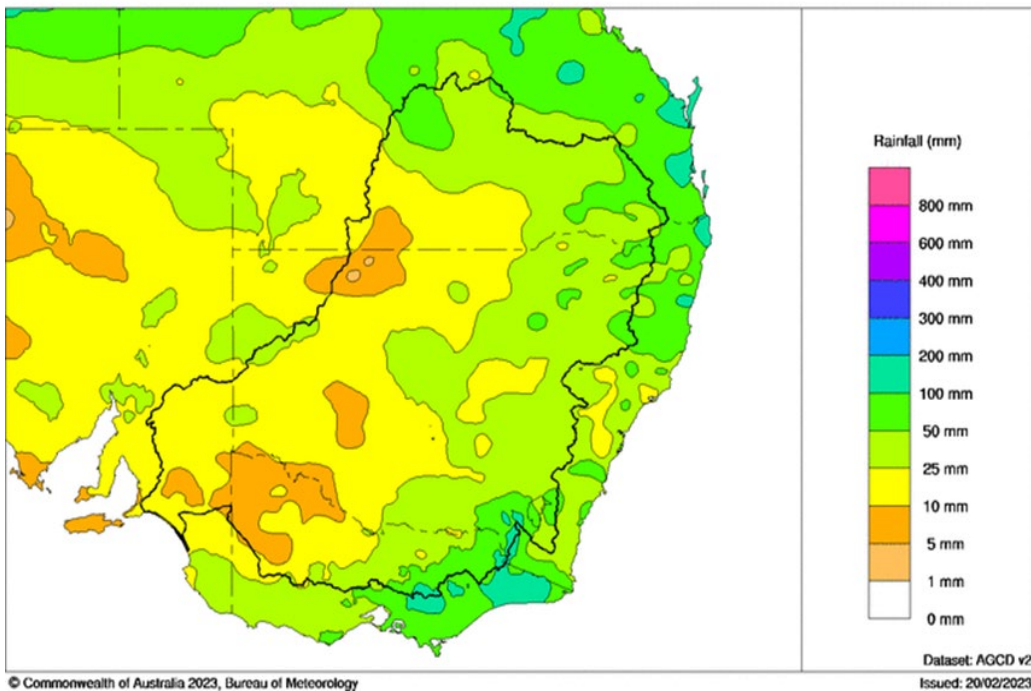 Rainfall (mm)
800 mm
600 mm
400 mm
300 mm
200 mm
100 mm
50 mm
25 mm
10 mm
5 mm
1 mm
0 mm
Dataset: AGCD v2
© Commonwealth of Australia 2023, Bureau of Meteorology
Issued: 20/02/2023